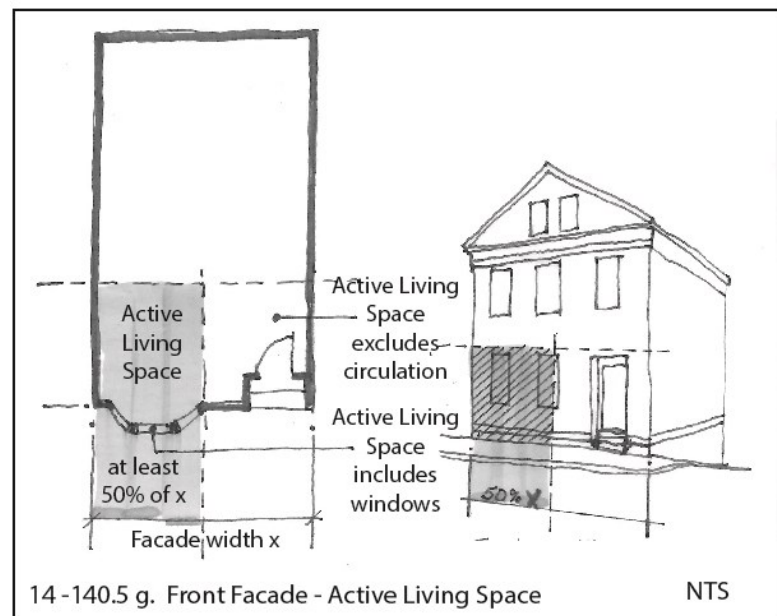 Active
Living
Space
Active Living
Space
excludes
circulation
Active Living
Space
includes
windows
at least
50% of x
Facade width x
50% X
14 -140.5 g. Front Facade - Active Living Space
NTS